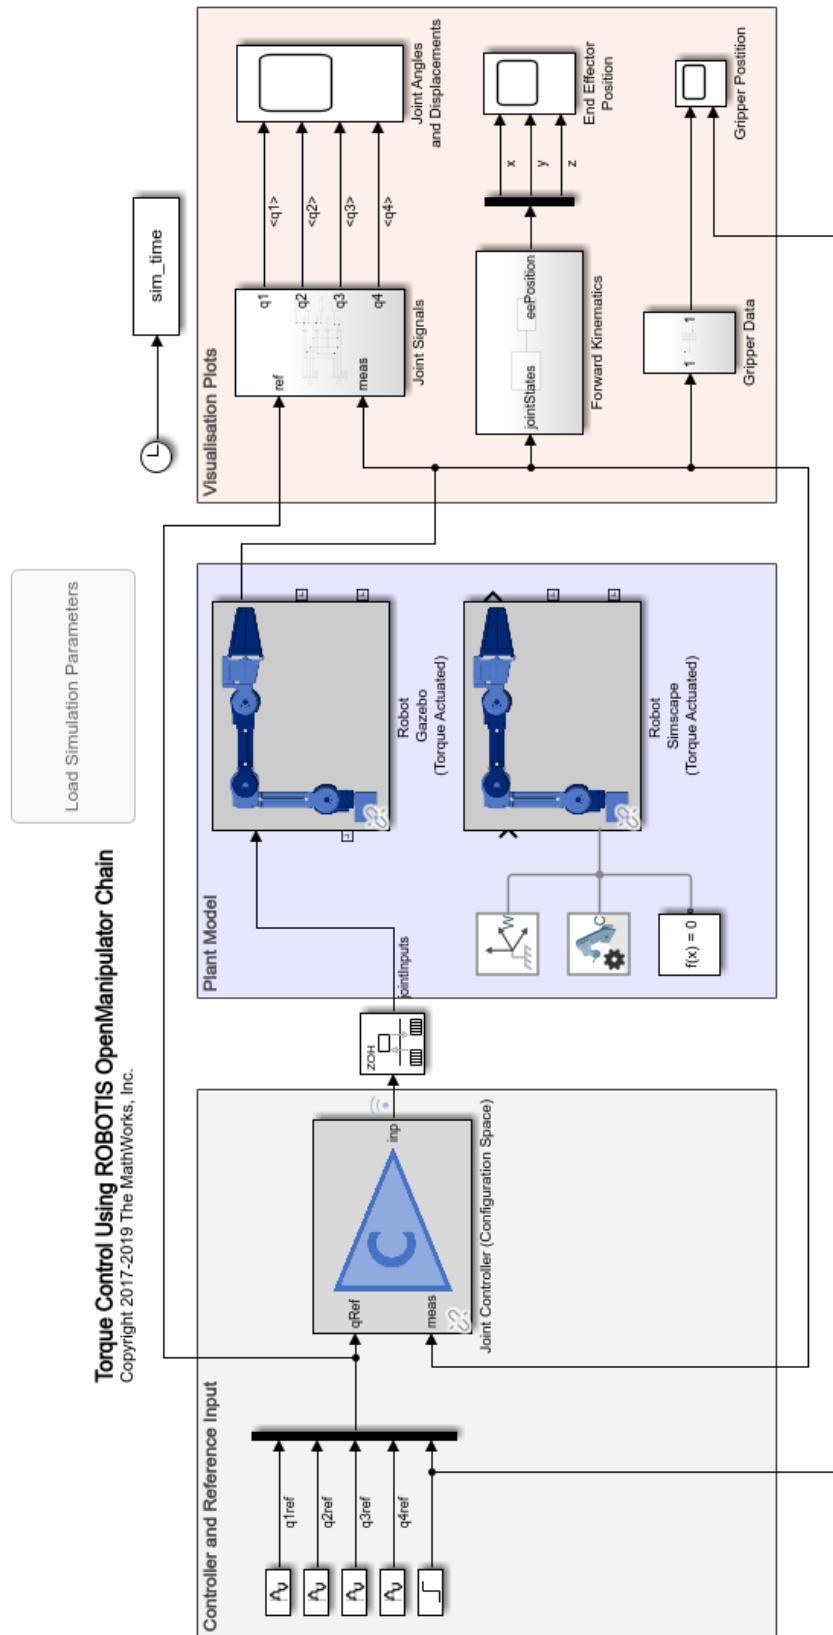 Torque Control Using ROBOTIS OpenManipulator Chain
Copyright 2017-2019 The MathWorks, Inc.
Load Simulation Parameters
sim_time
Controller and Reference Input
q1ref
q2ref
q3ref
q4ref
qRef
meas
C
inp
Joint Controller (Configuration Space)
ZOH
Plant Model
jointInputs
Robot
Gazebo
(Torque Actuated)
W
C
f(x) = 0
Robot
Simscape
(Torque Actuated)
Visualisation Plots
ref
meas
q1
q2
q3
q4
Joint Signals
<q1>
<q2>
<q3>
<q4>
Joint Angles
and Displacements
jointStates
eePosition
Forward Kinematics
x
y
z
End Effector
Position
1
1
Gripper Data
Gripper Postition